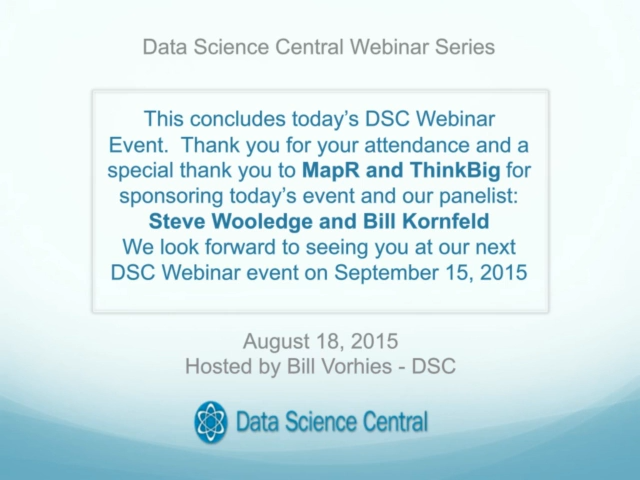 Data Science Central Webinar Series
This concludes today's DSC Webinar
Event.  Thank you for your attendance and a
special thank you to MapR and ThinkBig for
sponsoring today's event and our panelist:
Steve Wooledge and Bill Kornfeld
We look forward to seeing you at our next
DSC Webinar event on September 15, 2015
August 18, 2015
Hosted by Bill Vorhies - DSC
Data Science Central